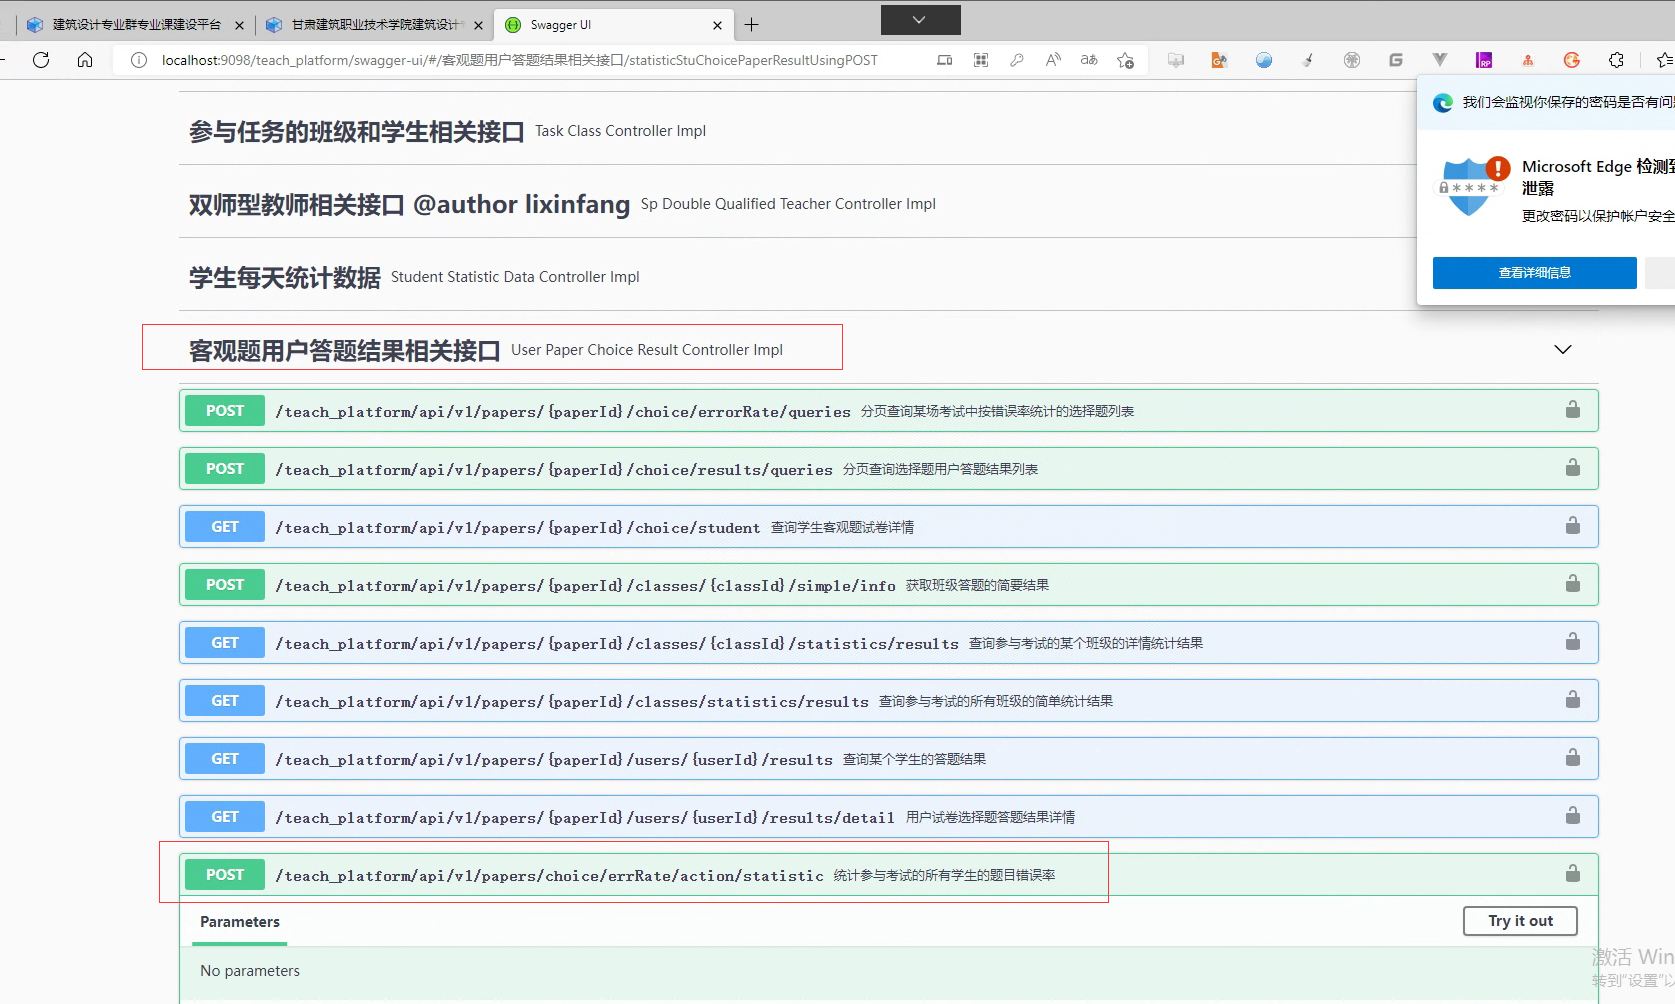 建筑设计专业群专业课建设平台
甘肃建筑职业技术学院建筑设计
Swagger UI
localhost:9098/teach_platform/swagger-ui/#/客观题用户答题结果相关接口/statisticStuChoicePaperResultUsingPOST
我们会监视你保存的密码是否有问
Microsoft Edge 检测到
泄露
更改密码以保护帐户安全
查看详细信息
参与任务的班级和学生相关接口 Task Class Controller Impl
双师型教师相关接口 @author lixinfang Sp Double Qualified Teacher Controller Impl
学生每天统计数据 Student Statistic Data Controller Impl
客观题用户答题结果相关接口 User Paper Choice Result Controller Impl
POST /teach_platform/api/v1/papers/{paperId}/choice/errorRate/queries 分页查询某场考试中按错误率统计的选择题列表
POST /teach_platform/api/v1/papers/{paperId}/choice/results/queries 分页查询选择题用户答题结果列表
GET /teach_platform/api/v1/papers/{paperId}/choice/student 查询学生客观题试卷详情
POST /teach_platform/api/v1/papers/{paperId}/classes/{classId}/simple/info 获取班级答题的简要结果
GET /teach_platform/api/v1/papers/{paperId}/classes/{classId}/statistics/results 查询参与考试的某个班级的详情统计结果
GET /teach_platform/api/v1/papers/{paperId}/classes/statistics/results 查询参与考试的所有班级的简单统计结果
GET /teach_platform/api/v1/papers/{paperId}/users/{userId}/results 查询某个学生的答题结果
GET /teach_platform/api/v1/papers/{paperId}/users/{userId}/results/detail 用户试卷选择题答题结果详情
POST /teach_platform/api/v1/papers/choice/errRate/action/statistic 统计参与考试的所有学生的题目错误率
Parameters
Try it out
No parameters
激活 Win
转到"设置"以